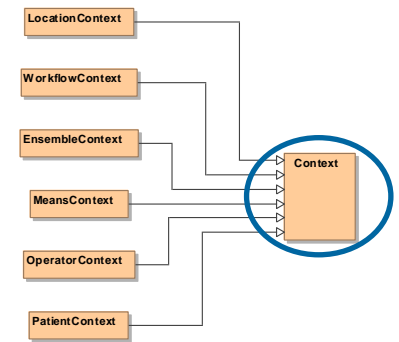 LocationContext
WorkflowContext
EnsembleContext
MeansContext
OperatorContext
PatientContext
Context